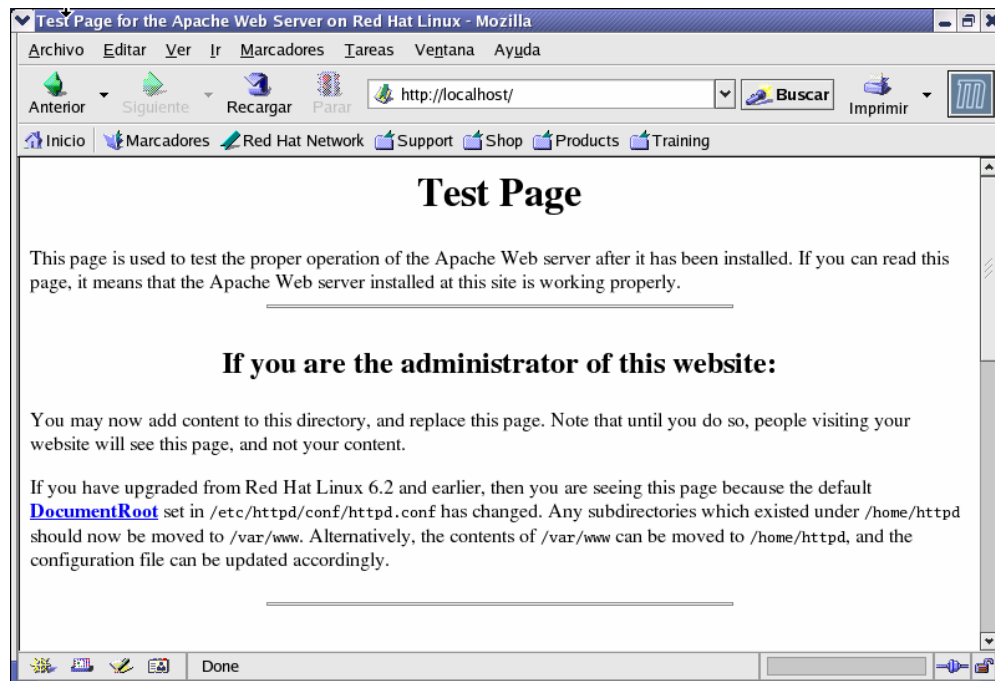 Test Page for the Apache Web Server on Red Hat Linux - Mozilla
Archivo Editar Ver Ir Marcadores Tareas Ventana Ayuda
Anterior Siguiente Recargar Parar http://localhost/ Buscar Imprimir
Inicio Marcadores Red Hat Network Support Shop Products Training
Test Page
This page is used to test the proper operation of the Apache Web server after it has been installed. If you can read this
page, it means that the Apache Web server installed at this site is working properly.
If you are the administrator of this website:
You may now add content to this directory, and replace this page. Note that until you do so, people visiting your
website will see this page, and not your content.
If you have upgraded from Red Hat Linux 6.2 and earlier, then you are seeing this page because the default
DocumentRoot set in /etc/httpd/conf/httpd.conf has changed. Any subdirectories which existed under /home/httpd
should now be moved to /var/www. Alternatively, the contents of /var/www can be moved to /home/httpd, and the
configuration file can be updated accordingly.
Done